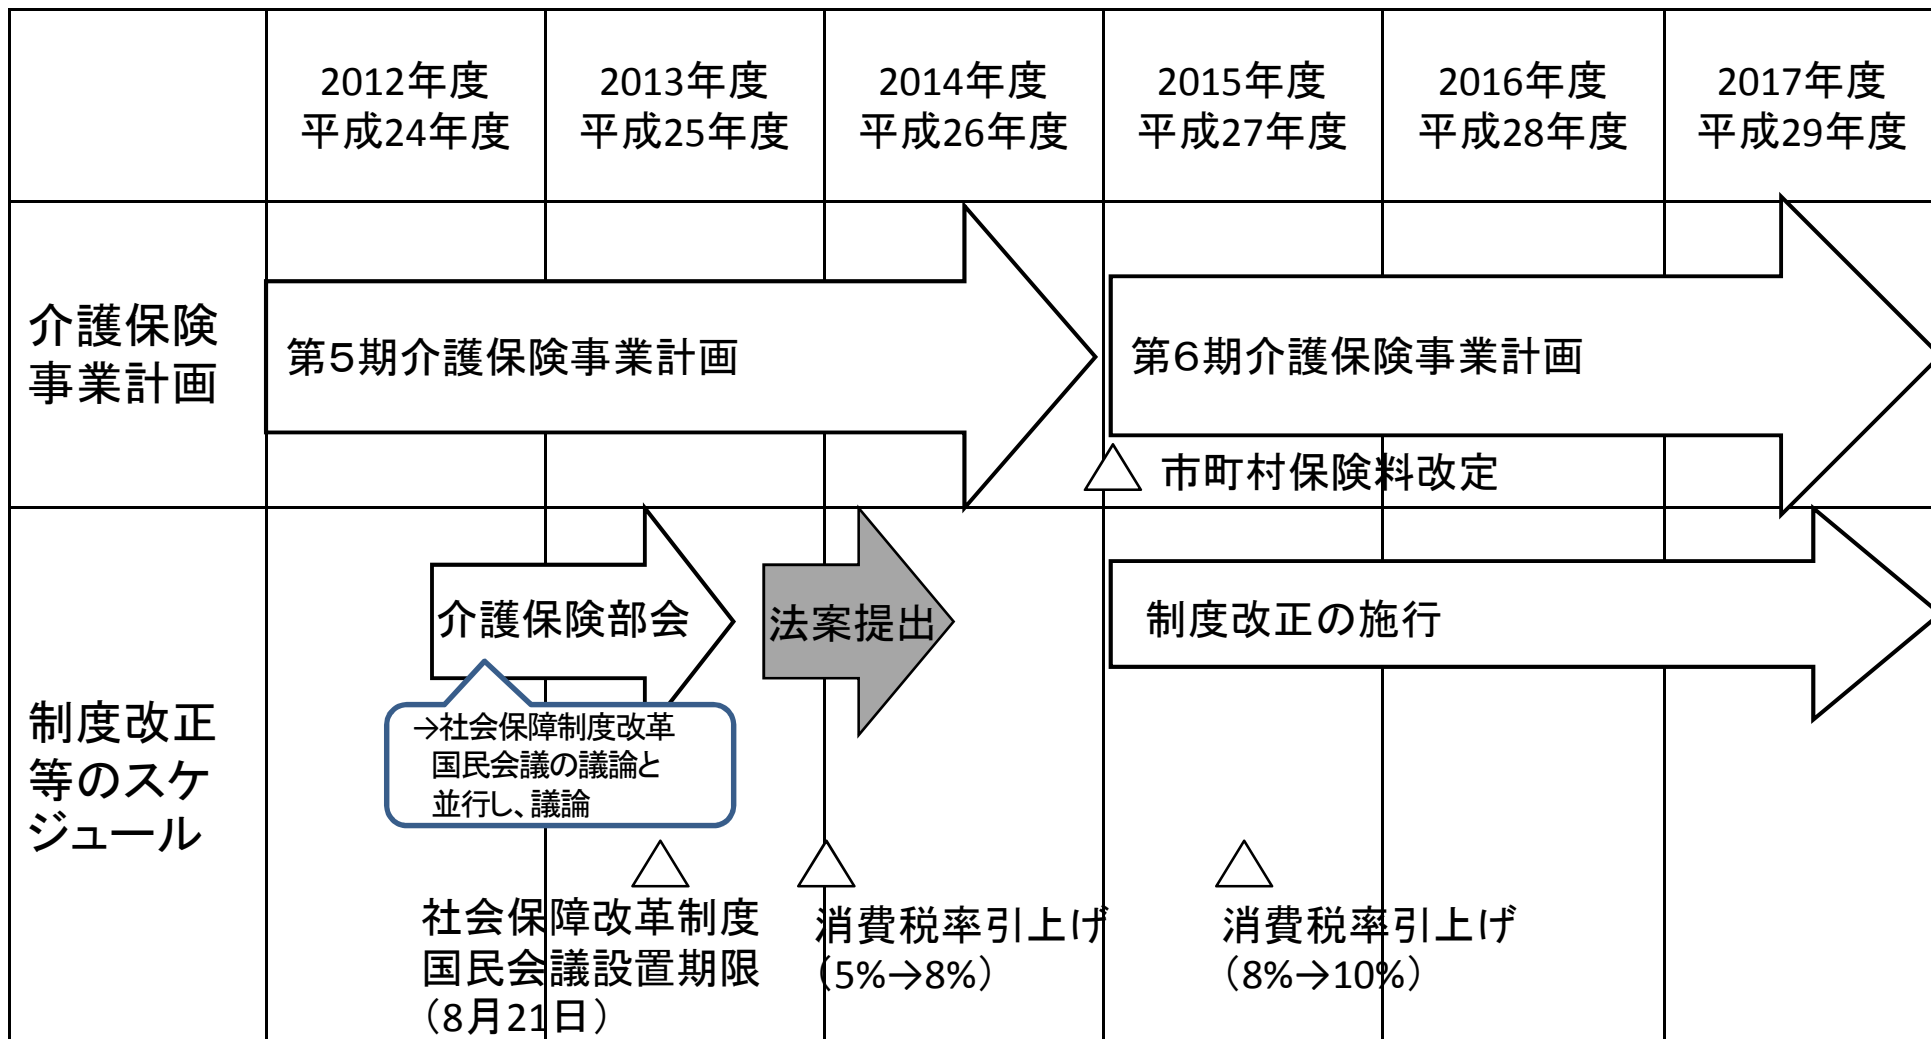 2012年度
平成24年度
2013年度
平成25年度
2014年度
平成26年度
2015年度
平成27年度
2016年度
平成28年度
2017年度
平成29年度
介護保険
事業計画
第5期介護保険事業計画
第6期介護保険事業計画
市町村保険料改定
制度改正
等のスケ
ジュール
介護保険部会
法案提出
制度改正の施行
→社会保障制度改革
国民会議の議論と
並行し、議論
社会保障改革制度
国民会議設置期限
（8月21日）
消費税率引上げ
（5%→8%）
消費税率引上げ
（8%→10%）